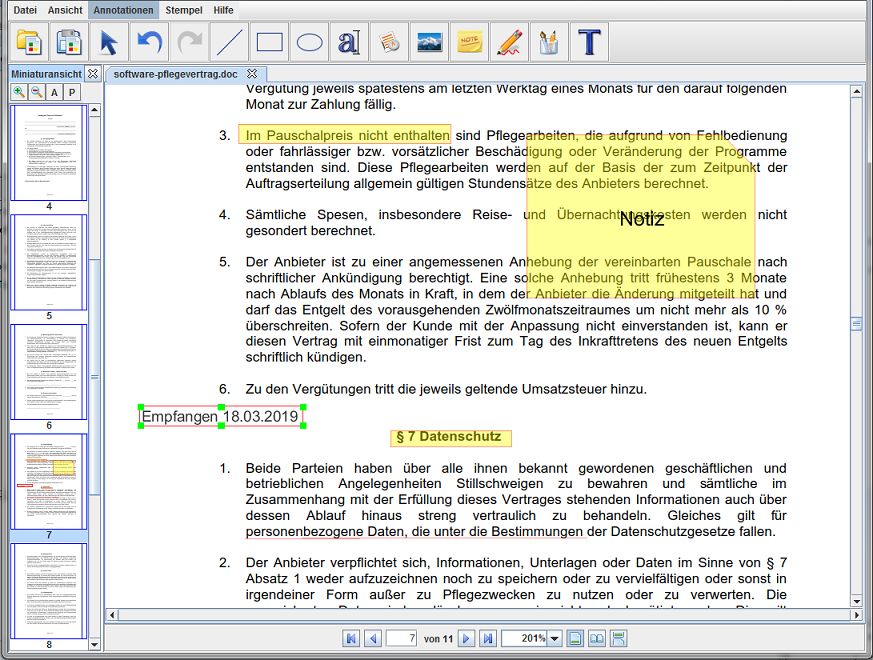 Datei Ansicht Annotationen Stempel Hilfe
NOTE
Miniaturansicht
software-pflegevertrag.doc
A P
4
5
6
7
8
Vergütung jeweils spätestens am letzten Werktag eines Monats für den darauf folgenden
Monat zur Zahlung fällig.
3. Im Pauschalpreis nicht enthalten sind Pflegearbeiten, die aufgrund von Fehlbedienung
oder fahrlässiger bzw. vorsätzlicher Beschädigung oder Veränderung der Programme
entstanden sind. Diese Pflegearbeiten werden auf der Basis der zum Zeitpunkt der
Auftragserteilung allgemein gültigen Stundensätze des Anbieters berechnet.
4. Sämtliche Spesen, insbesondere Reise- und Übernachtungskosten werden nicht
gesondert berechnet.
Notiz
5. Der Anbieter ist zu einer angemessenen Anhebung der vereinbarten Pauschale nach
schriftlicher Ankündigung berechtigt. Eine solche Anhebung tritt frühestens 3 Monate
nach Ablaufs des Monats in Kraft, in dem der Anbieter die Änderung mitgeteilt hat und
darf das Entgelt des vorausgehenden Zwölfmonatszeitraumes um nicht mehr als 10 %
überschreiten. Sofern der Kunde mit der Anpassung nicht einverstanden ist, kann er
diesen Vertrag mit einmonatiger Frist zum Tag des Inkrafttretens des neuen Entgelts
schriftlich kündigen.
6. Zu den Vergütungen tritt die jeweils geltende Umsatzsteuer hinzu.
Empfangen 18.03.2019
§ 7 Datenschutz
1. Beide Parteien haben über alle ihnen bekannt gewordenen geschäftlichen und
betrieblichen Angelegenheiten Stillschweigen zu bewahren und sämtliche im
Zusammenhang mit der Erfüllung dieses Vertrages stehenden Informationen auch über
dessen Ablauf hinaus streng vertraulich zu behandeln. Gleiches gilt für
personenbezogene Daten, die unter die Bestimmungen der Datenschutzgesetze fallen.
2. Der Anbieter verpflichtet sich, Informationen, Unterlagen oder Daten im Sinne von § 7
Absatz 1 weder aufzuzeichnen noch zu speichern oder zu vervielfältigen oder sonst in
irgendeiner Form außer zu Pflegezwecken zu nutzen oder zu verwerten. Die
7 von 11 201%